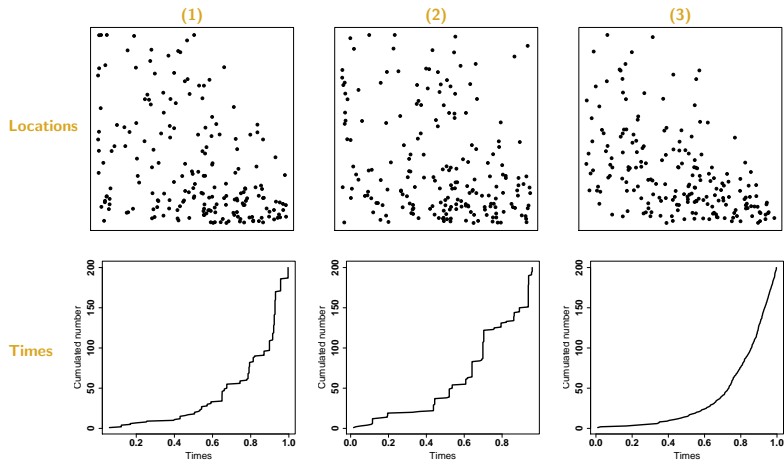 (1) (2) (3)
Locations
Times
Cumulated number
0 50 100 150 200
0.2 0.4 0.6 0.8 1.0
Times
Cumulated number
0 50 100 150 200
0.0 0.2 0.4 0.6 0.8
Times
Cumulated number
0 50 100 150 200
0.0 0.2 0.4 0.6 0.8 1.0
Times